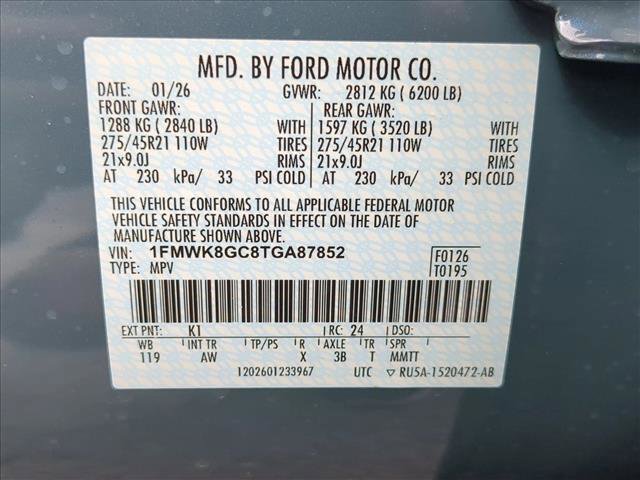 MFD. BY FORD MOTOR CO.
DATE: 01/26 GVWR: 2812 KG ( 6200 LB)
FRONT GAWR: REAR GAWR:
1288 KG ( 2840 LB) WITH 1597 KG ( 3520 LB) WITH
275/45R21 110W TIRES 275/45R21 110W TIRES
21x9.0J RIMS 21x9.0J RIMS
AT 230 kPa/ 33 PSI COLD AT 230 kPa/ 33 PSI COLD
THIS VEHICLE CONFORMS TO ALL APPLICABLE FEDERAL MOTOR
VEHICLE SAFETY STANDARDS IN EFFECT ON THE DATE OF
MANUFACTURE SHOWN ABOVE.
VIN: 1FMWK8GC8TGA87852 F0126
TYPE: MPV T0195
EXT PNT: K1 RC: 24 DSO:
WB INT TR TP/PS R AXLE TR SPR
119 AW X 3B T MMTT
1202601233967 UTC ▽ RU5A-1520472-AB